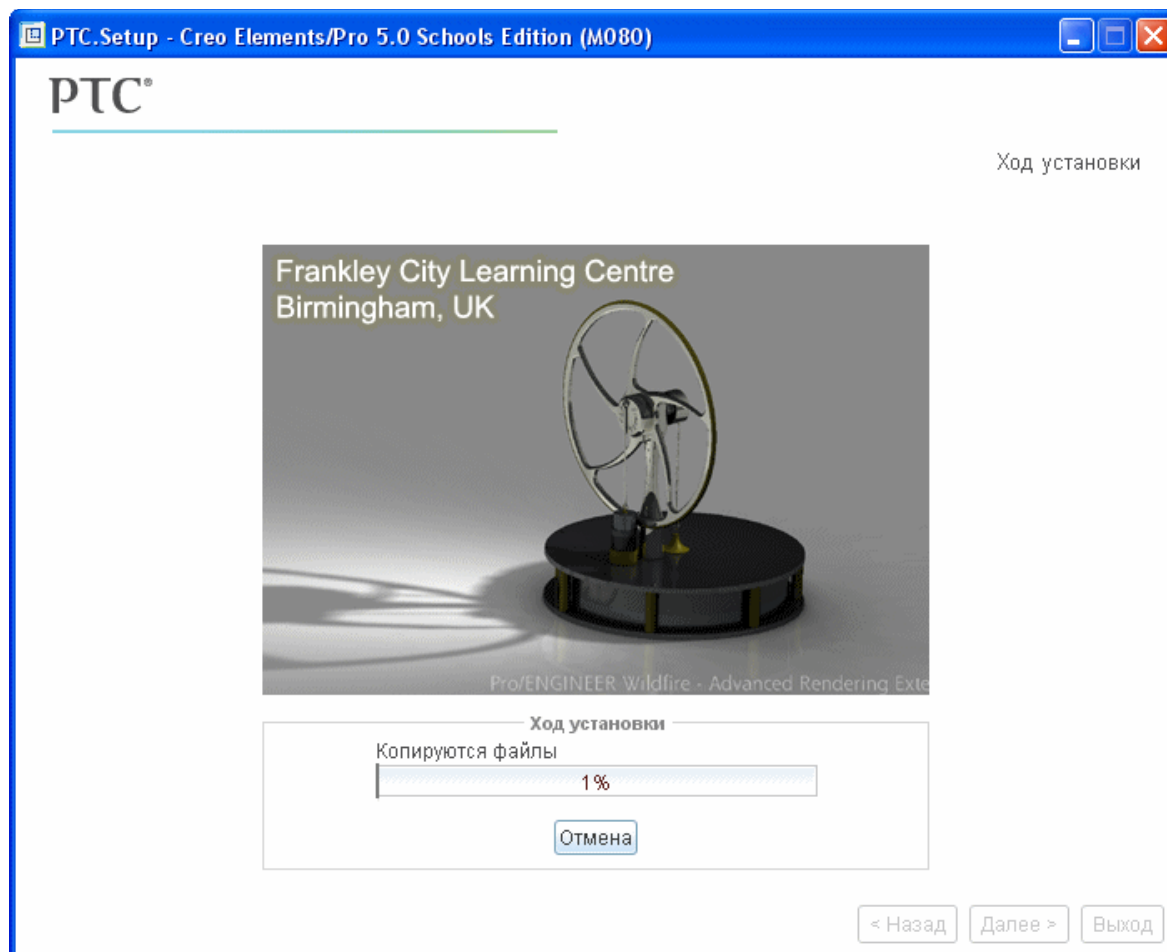 PTC.Setup - Creo Elements/Pro 5.0 Schools Edition (M080)
PTC®
Ход установки
Frankley City Learning Centre
Birmingham, UK
Pro/ENGINEER Wildfire - Advanced Rendering Exte
Ход установки
Копируются файлы
1%
Отмена
< Назад Далее > Выход